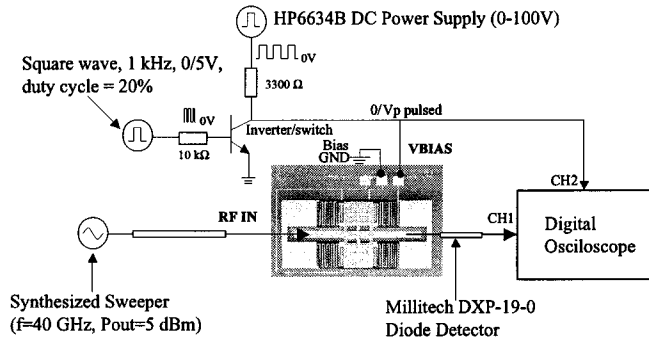 HP6634B DC Power Supply (0-100V)
Square wave, 1 kHz, 0/5V,
duty cycle = 20%
0V
3300 Ω
0V
Inverter/switch
10 kΩ
0/Vp pulsed
Bias
GND
VBIAS
CH2
RF IN
CH1
Digital
Osciloscope
Synthesized Sweeper
(f=40 GHz, Pout=5 dBm)
Millitech DXP-19-0
Diode Detector